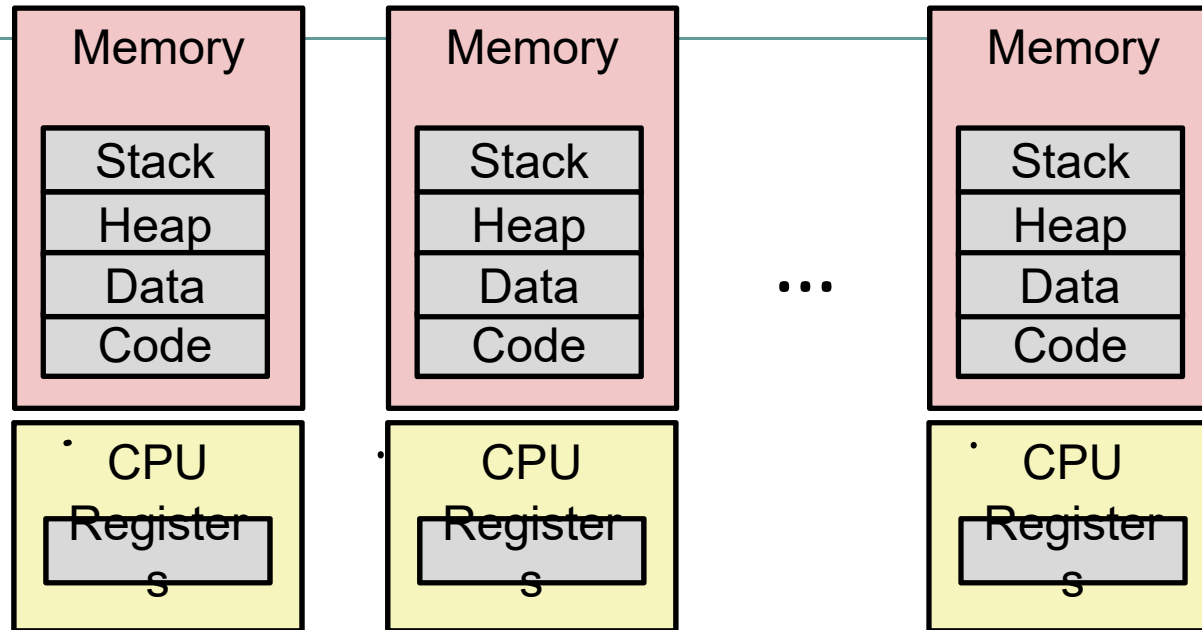 Memory
Stack
Heap
Data
Code
CPU
Register
s
Memory
Stack
Heap
Data
Code
CPU
Register
s
...
Memory
Stack
Heap
Data
Code
CPU
Register
s